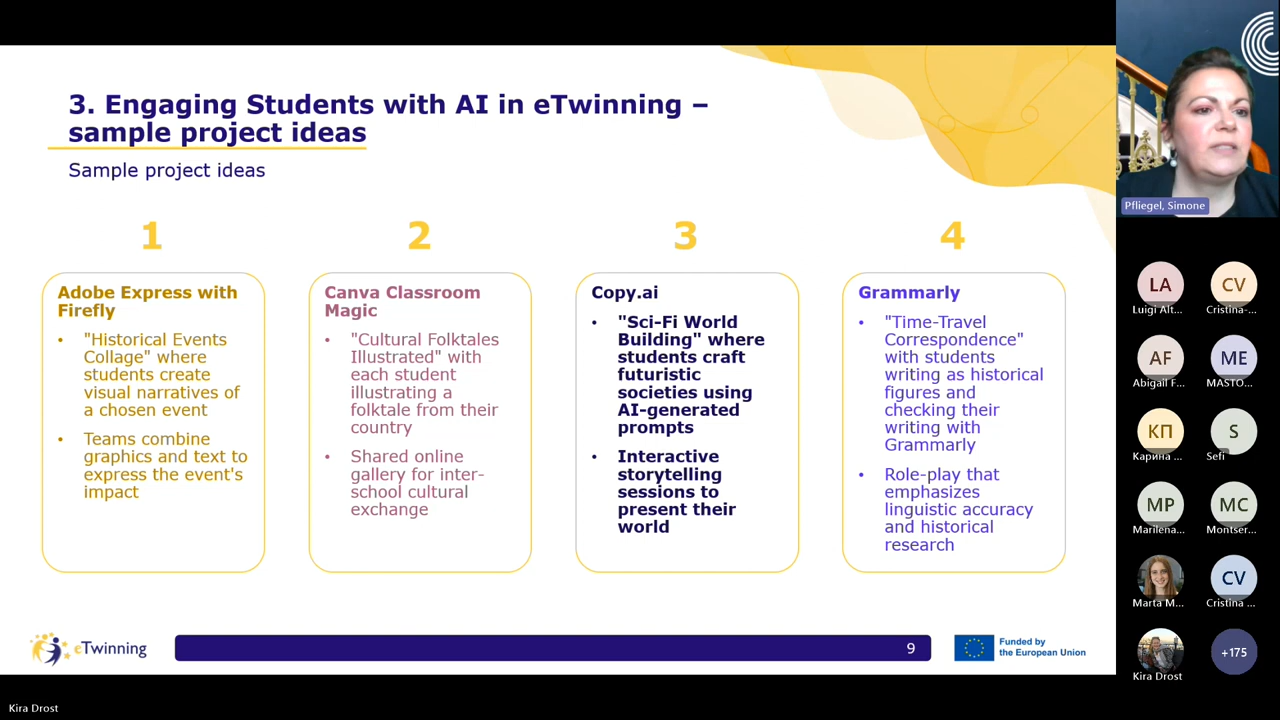 3. Engaging Students with AI in eTwinning –
sample project ideas
Sample project ideas
1
Adobe Express with
Firefly
• "Historical Events
Collage" where
students create
visual narratives of
a chosen event
• Teams combine
graphics and text to
express the event's
impact
2
Canva Classroom
Magic
• "Cultural Folktales
Illustrated" with
each student
illustrating a
folktale from their
country
• Shared online
gallery for inter-
school cultural
exchange
3
Copy.ai
• "Sci-Fi World
Building" where
students craft
futuristic
societies using
AI-generated
prompts
• Interactive
storytelling
sessions to
present their
world
4
Grammarly
• "Time-Travel
Correspondence"
with students
writing as historical
figures and
checking their
writing with
Grammarly
• Role-play that
emphasizes
linguistic accuracy
and historical
research
eTwinning
9
Funded by
the European Union
Pfliegel, Simone
LA
Luigi Alt...
CV
Cristina-...
AF
Abigail F...
ME
MASTO...
КП
Карина ...
S
Sefi
MP
Marilena...
MC
Montser...
Marta M...
CV
Cristina ...
Kira Drost
+175
Kira Drost